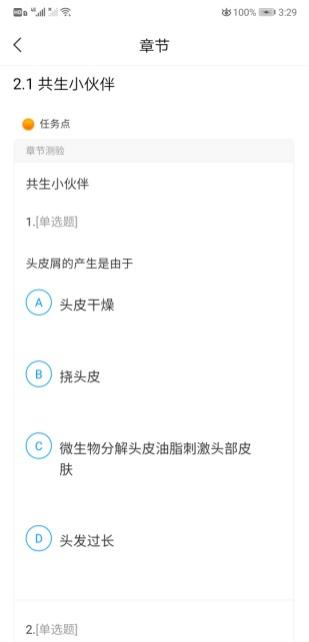 100% 3:29
章节
2.1 共生小伙伴
任务点
章节测验
共生小伙伴
1.[单选题]
头皮屑的产生是由于
A 头皮干燥
B 挠头皮
C 微生物分解头皮油脂刺激头部皮
肤
D 头发过长
2.[单选题]